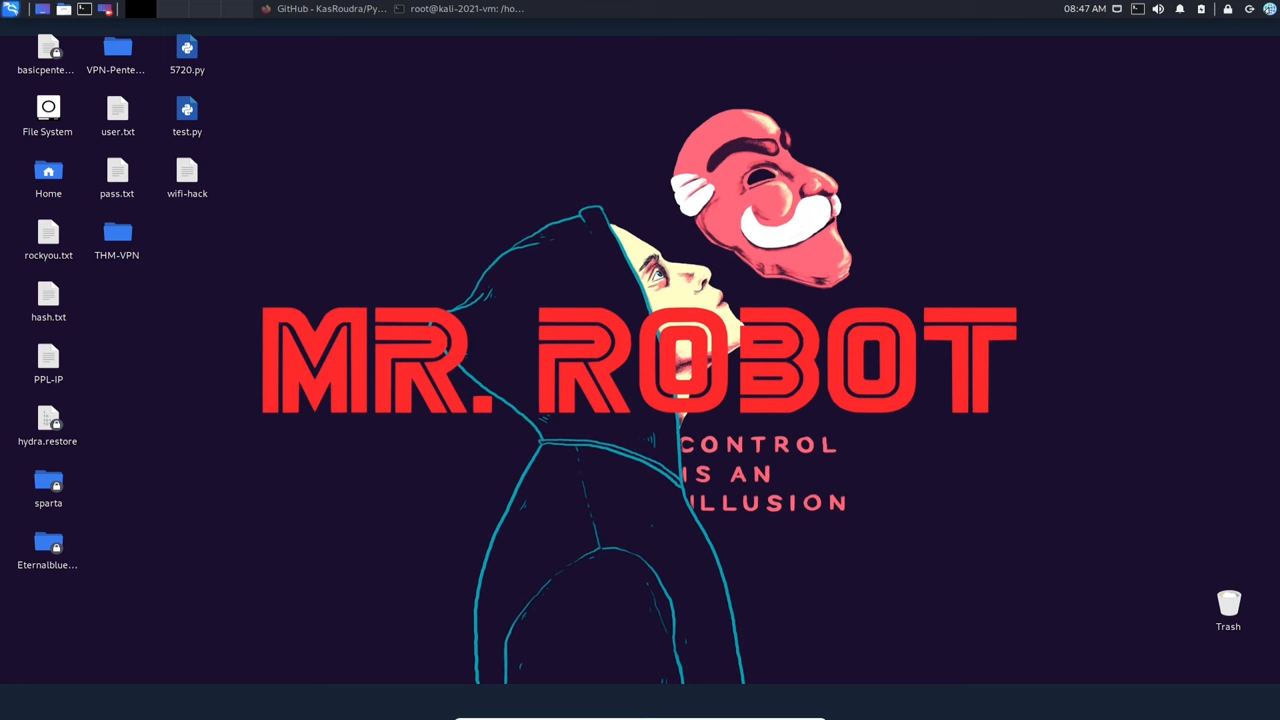 GitHub - KasRoudra/Py...
root@kali-2021-vm: /ho...
08:47 AM
basicpente...
VPN-Pente...
5720.py
File System
user.txt
test.py
Home
pass.txt
wifi-hack
rockyou.txt
THM-VPN
hash.txt
PPL-IP
hydra.restore
sparta
Eternalblue...
MR. ROBOT
CONTROL
IS AN
ILLUSION
Trash